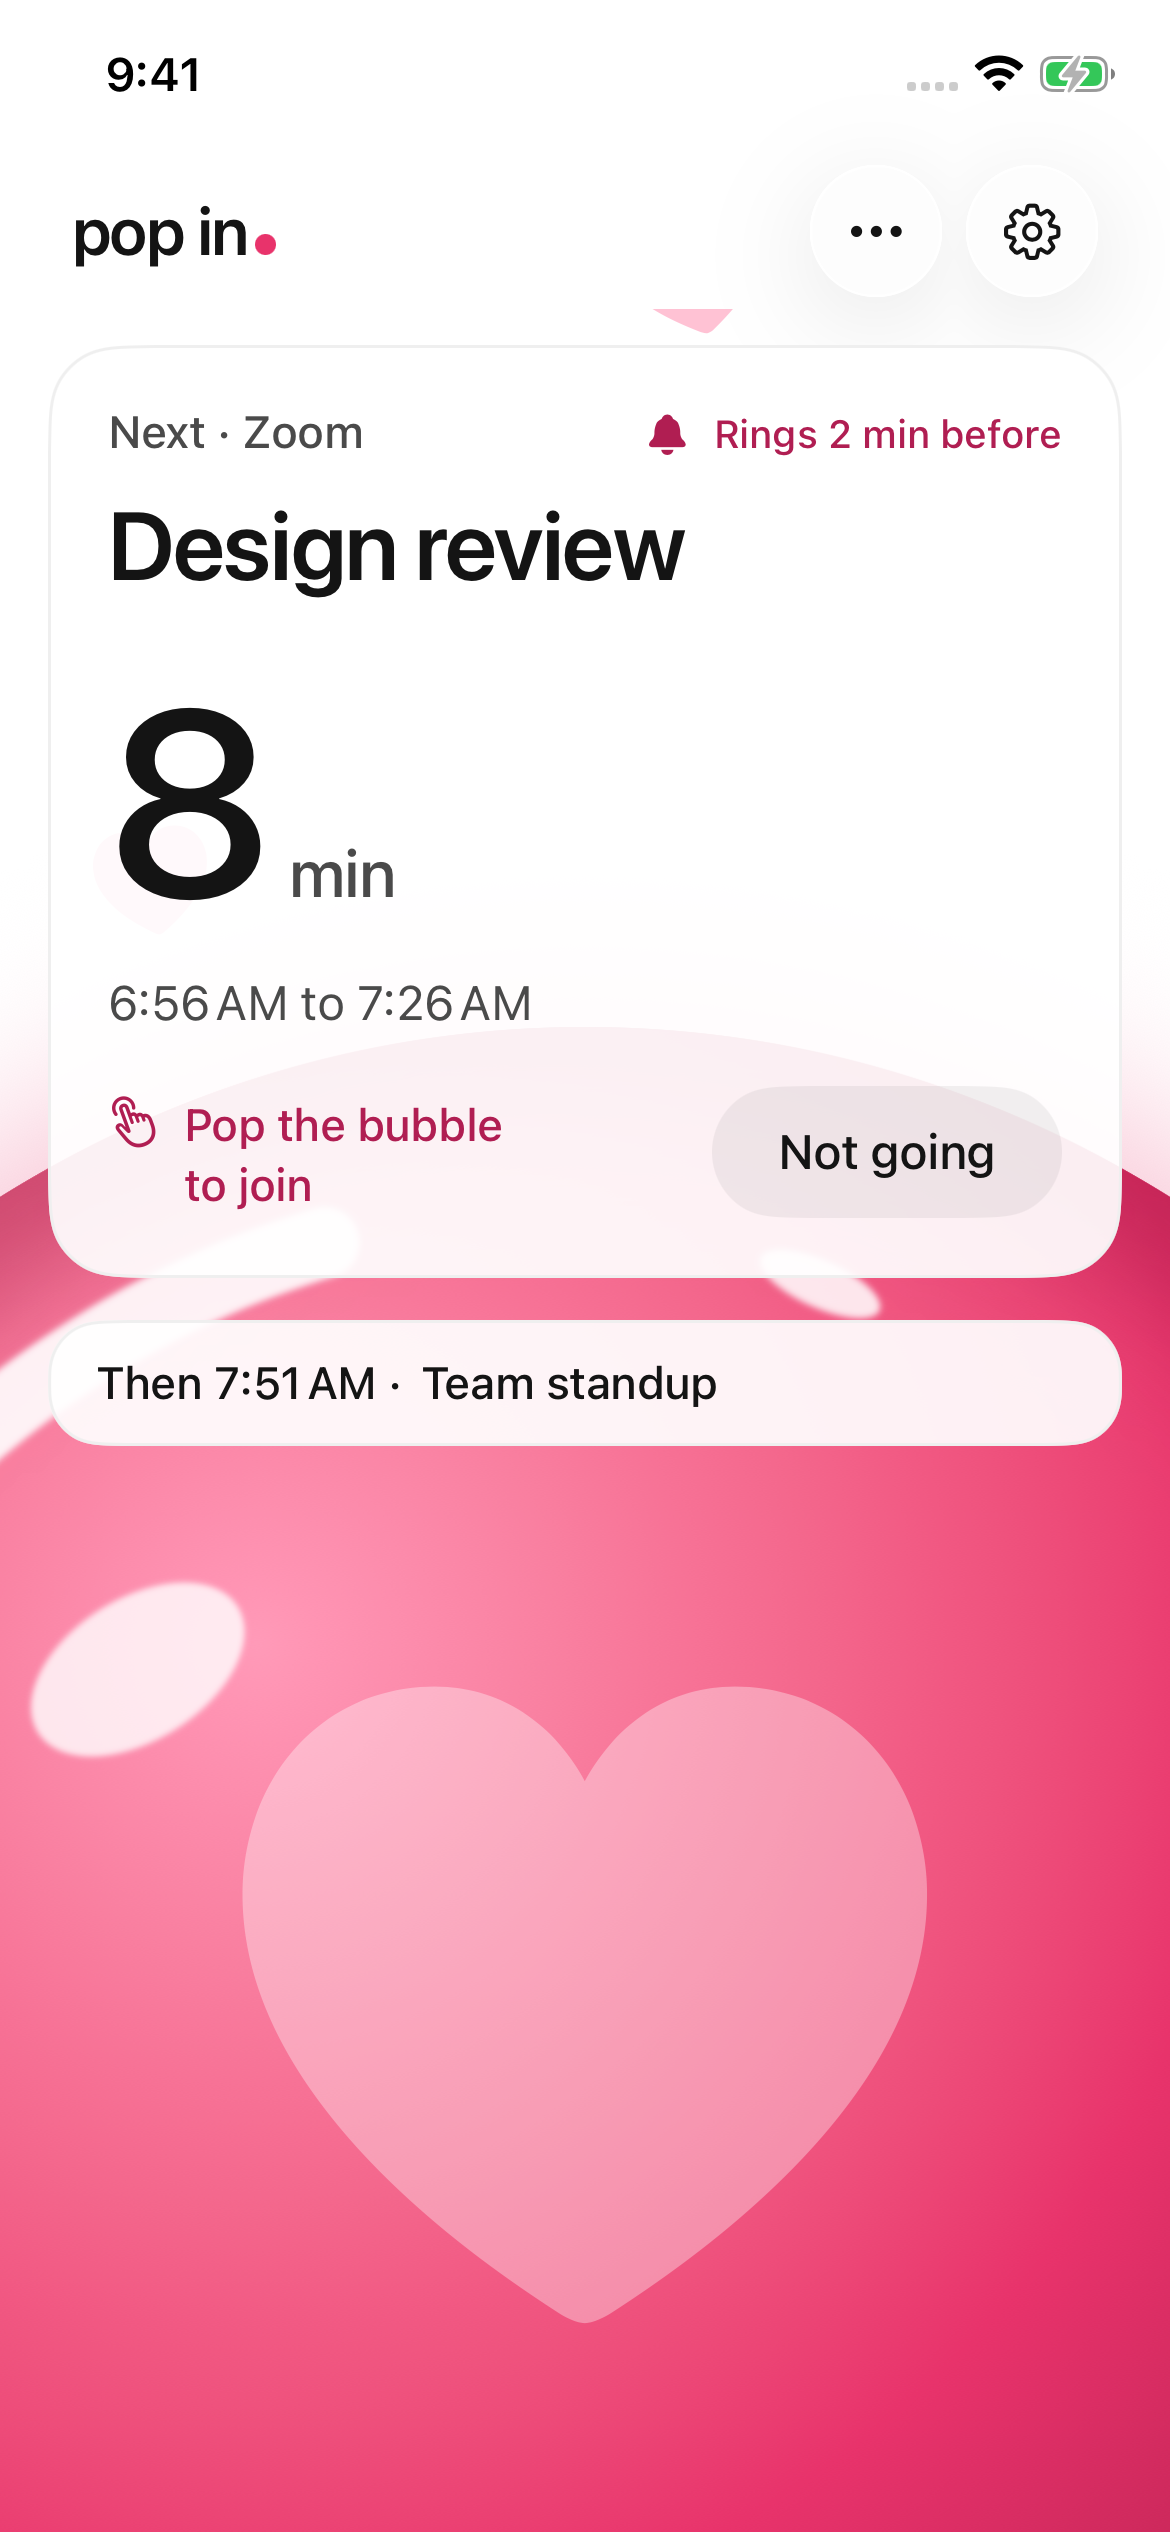 9:41
pop in.
Next · Zoom
Rings 2 min before
Design review
8 min
6:56 AM to 7:26 AM
Pop the bubble
to join
Not going
Then 7:51 AM · Team standup